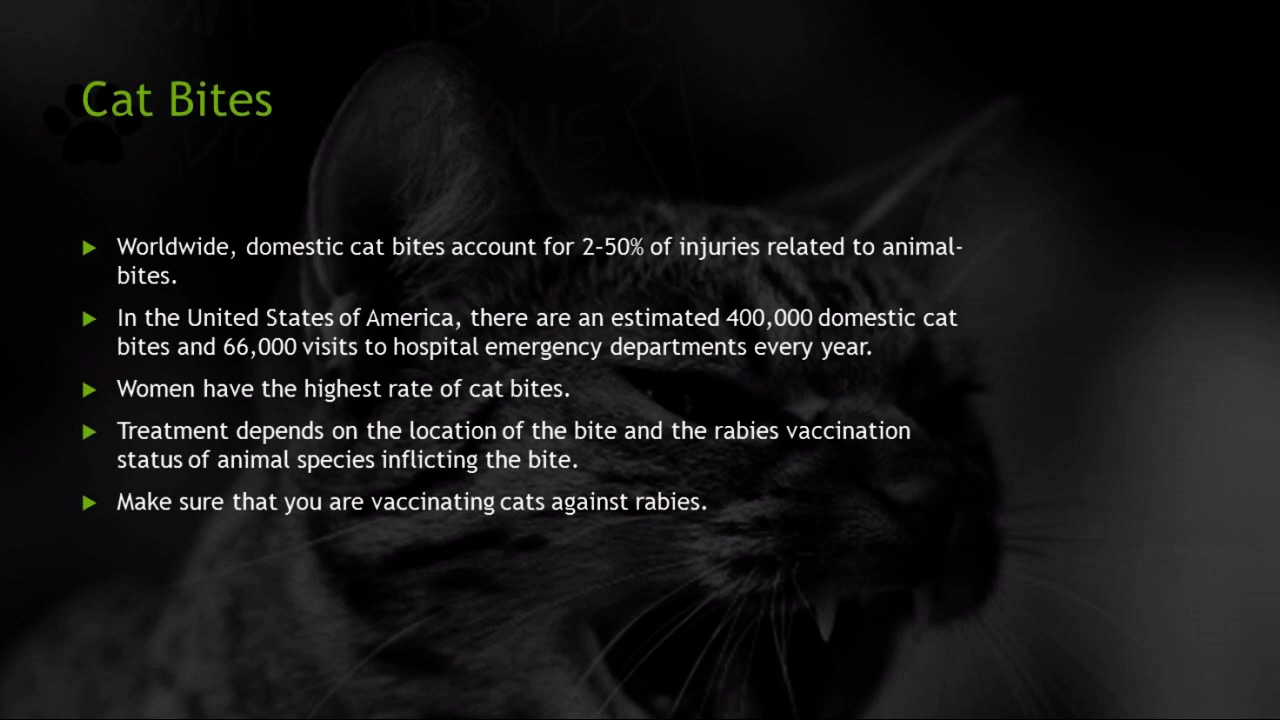 Cat Bites
Worldwide, domestic cat bites account for 2-50% of injuries related to animal-
bites.
In the United States of America, there are an estimated 400,000 domestic cat
bites and 66,000 visits to hospital emergency departments every year.
Women have the highest rate of cat bites.
Treatment depends on the location of the bite and the rabies vaccination
status of animal species inflicting the bite.
Make sure that you are vaccinating cats against rabies.